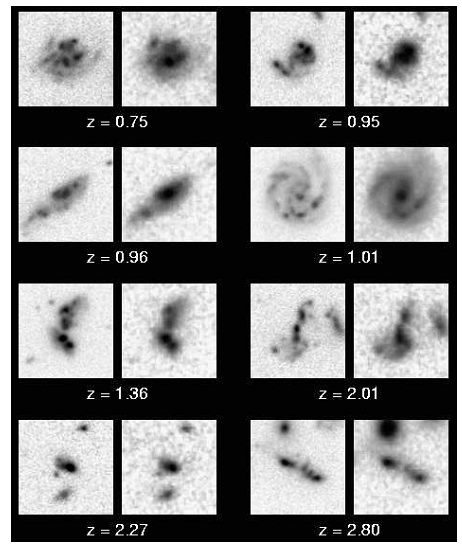 z = 0.75
z = 0.95
z = 0.96
z = 1.01
z = 1.36
z = 2.01
z = 2.27
z = 2.80